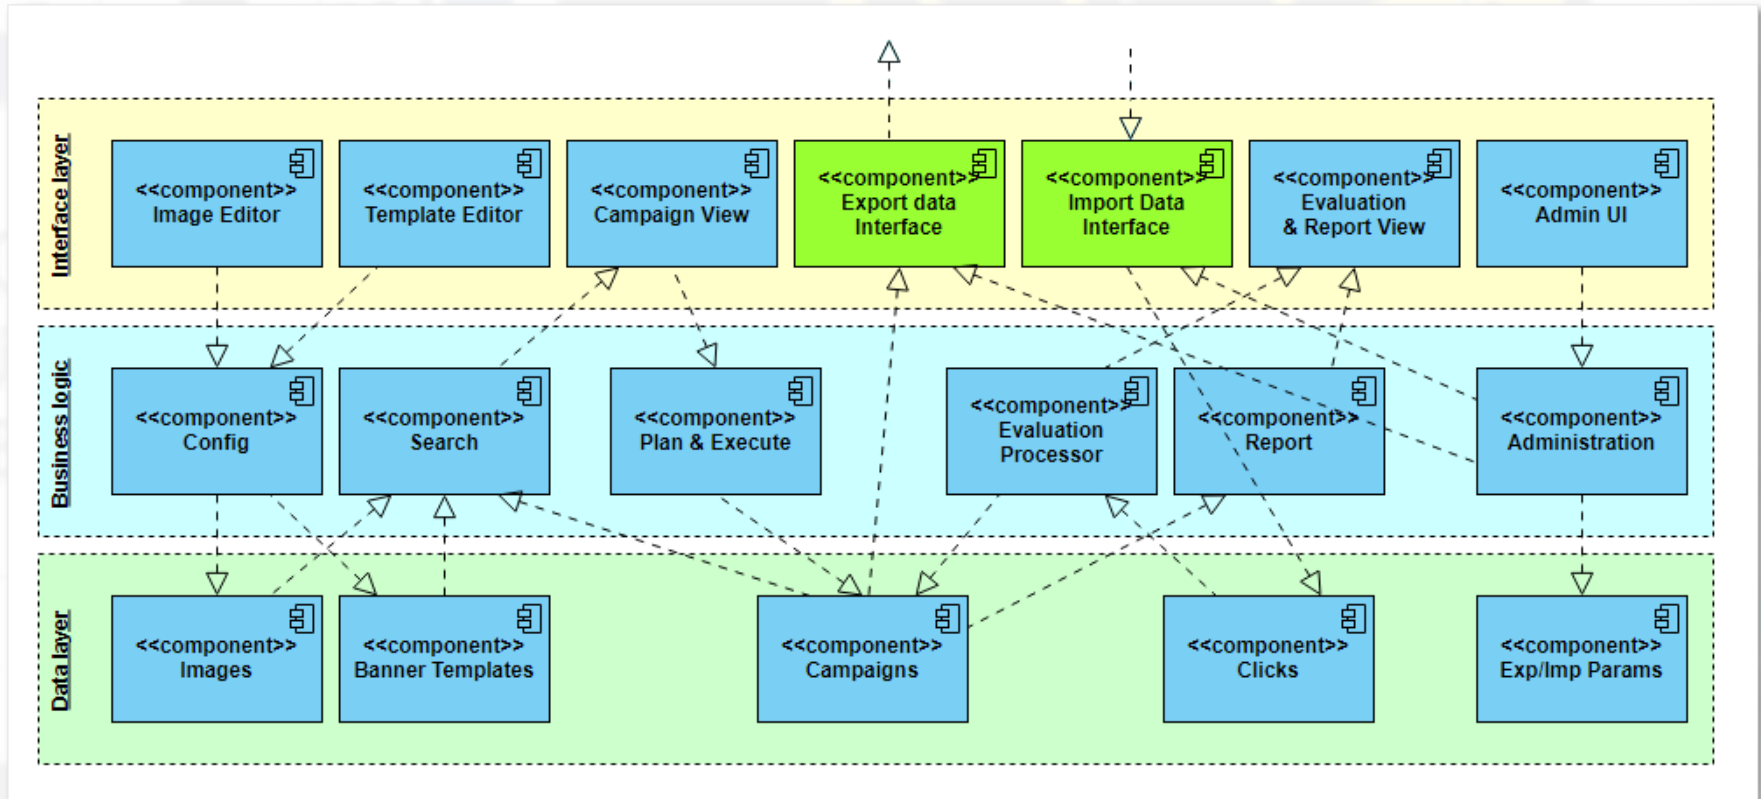 Interface layer
<<component>>
Image Editor
<<component>>
Template Editor
<<component>>
Campaign View
<<component>>
Export data
Interface
<<component>>
Import Data
Interface
<<component>>
Evaluation
& Report View
<<component>>
Admin UI
Business logic
<<component>>
Config
<<component>>
Search
<<component>>
Plan & Execute
<<component>>
Evaluation
Processor
<<component>>
Report
<<component>>
Administration
Data layer
<<component>>
Images
<<component>>
Banner Templates
<<component>>
Campaigns
<<component>>
Clicks
<<component>>
Exp/Imp Params